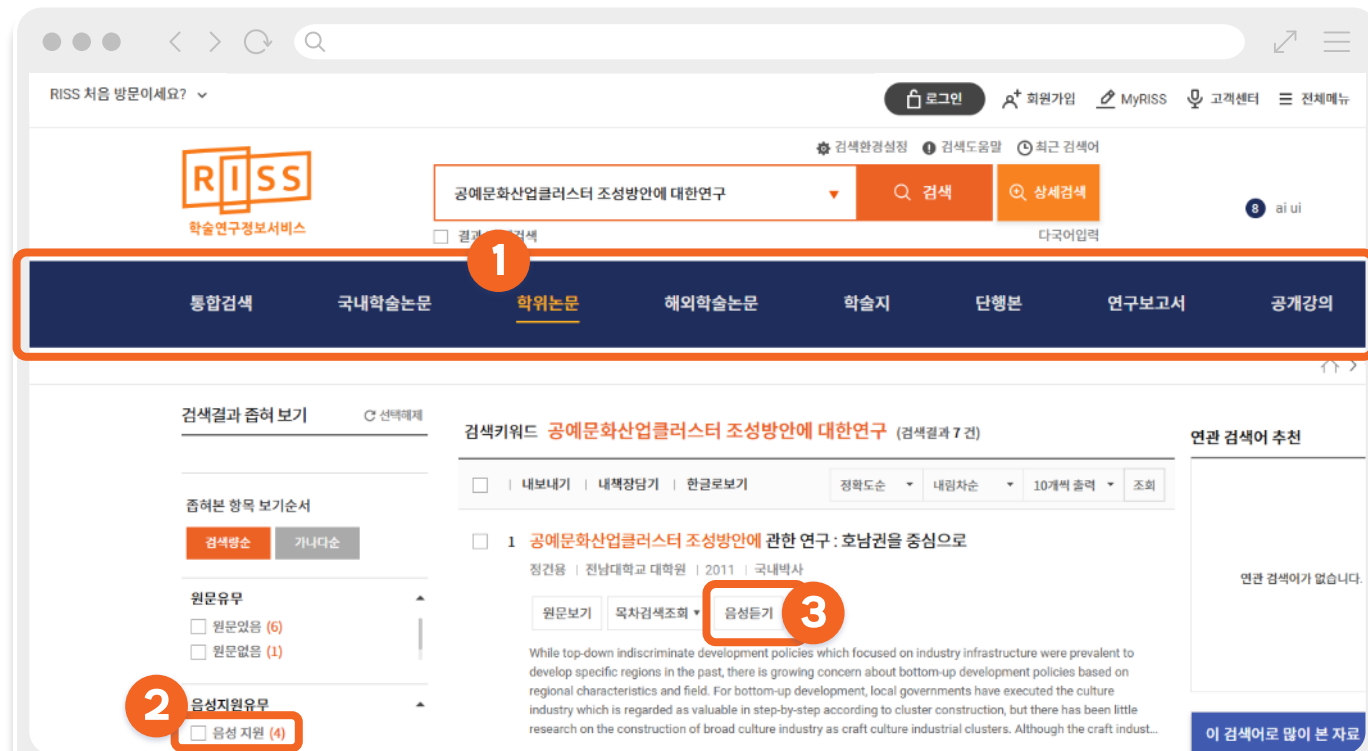 RISS 처음 방문이세요?
로그인 회원가입 MyRISS 고객센터 전체메뉴
검색환경설정 검색도움말 최근 검색어
RISS
학술연구정보서비스
공예문화산업클러스터 조성방안에 대한연구
검색 상세검색
8 ai ui
다국어입력
1
통합검색 국내학술논문 학위논문 해외학술논문 학술지 단행본 연구보고서 공개강의
검색결과 좁혀 보기 선택해제
검색키워드 공예문화산업클러스터 조성방안에 대한연구 (검색결과 7 건)
연관 검색어 추천
내보내기 | 내책장담기 | 한글로보기 정확도순 내림차순 10개씩 출력 조회
좁혀본 항목 보기순서
검색량순 가나다순
1 공예문화산업클러스터 조성방안에 관한 연구 : 호남권을 중심으로
정건용 | 전남대학교 대학원 | 2011 | 국내박사
연관 검색어가 없습니다.
원문보기 목차검색조회 음성듣기 3
원문유무
원문있음 (6)
원문없음 (1)
While top-down indiscriminate development policies which focused on industry infrastructure were prevalent to
develop specific regions in the past, there is growing concern about bottom-up development policies based on
regional characteristics and field. For bottom-up development, local governments have executed the culture
industry which is regarded as valuable in step-by-step according to cluster construction, but there has been little
research on the construction of broad culture industry as craft culture industrial clusters. Although the craft indust...
2
음성지원유무
음성 지원 (4)
이 검색어로 많이 본 자료